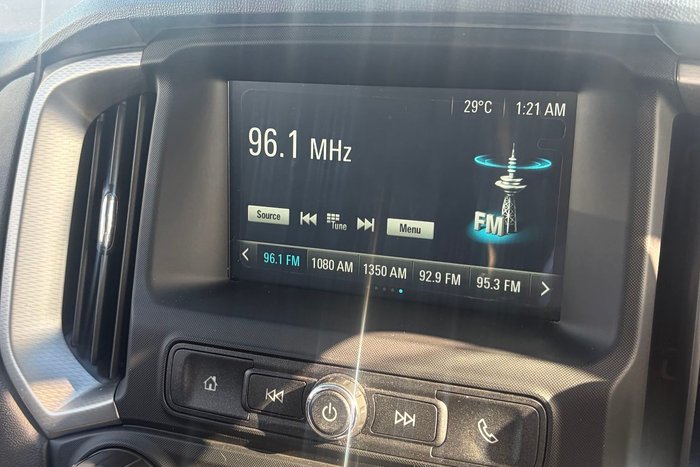 29°C 1:21 AM
96.1 MHz
FM
Source Tune Menu
96.1 FM 1080 AM 1350 AM 92.9 FM 95.3 FM